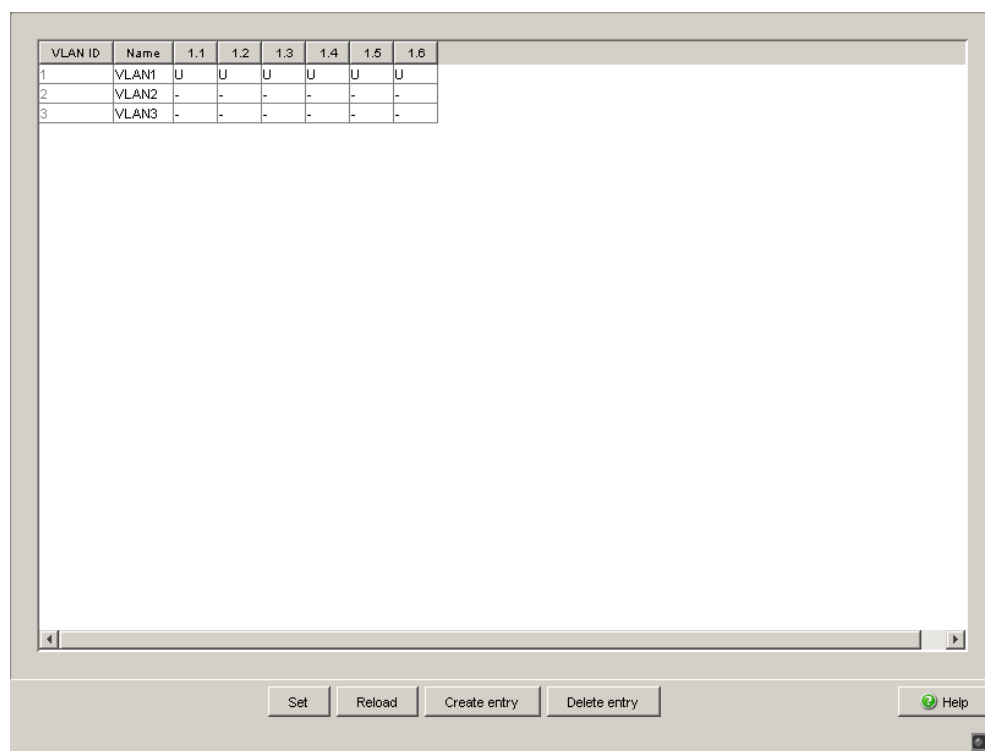 VLAN ID Name 1.1 1.2 1.3 1.4 1.5 1.6
1 VLAN1 U U U U U U
2 VLAN2 - - - - - -
3 VLAN3 - - - - - -
Set Reload Create entry Delete entry Help